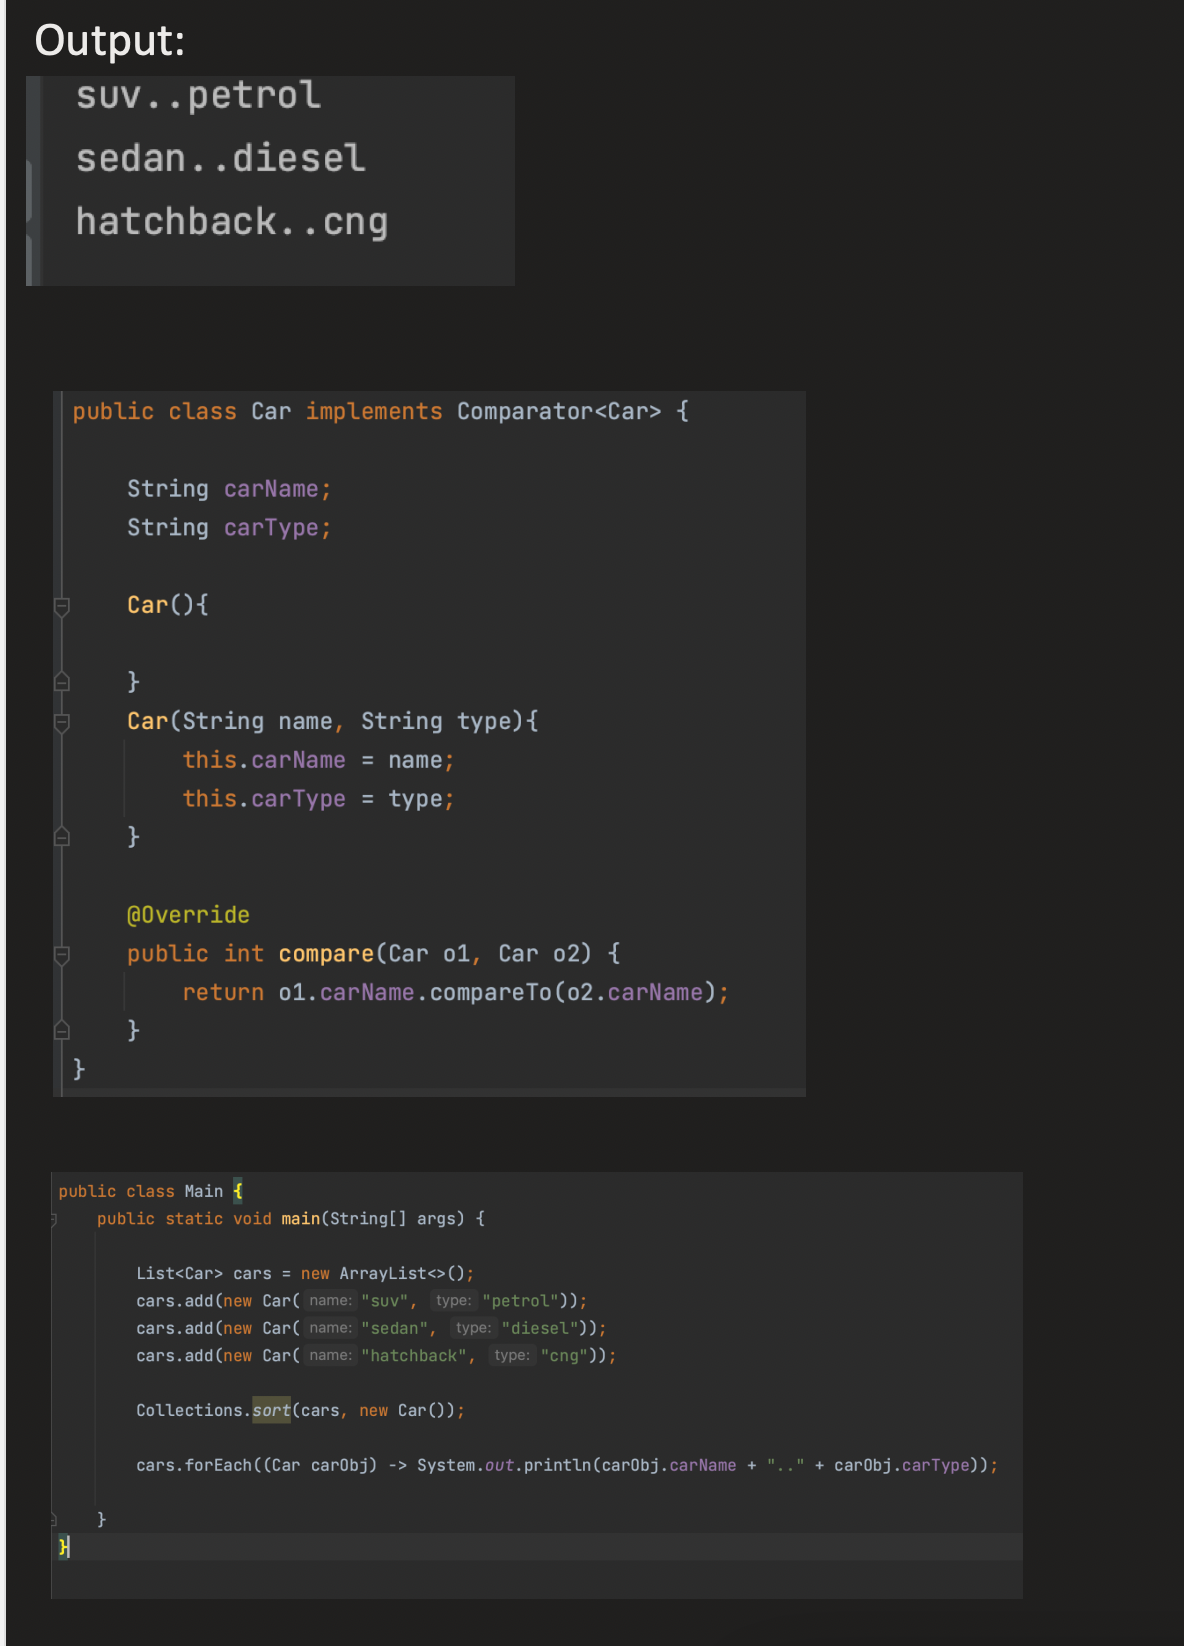 Output:
suv..petrol
sedan..diesel
hatchback..cng
public class Car implements Comparator<Car> {
String carName;
String carType;
Car(){
}
Car(String name, String type){
this.carName = name;
this.carType = type;
}
@Override
public int compare(Car o1, Car o2) {
return o1.carName.compareTo(o2.carName);
}
}
public class Main {
public static void main(String[] args) {
List<Car> cars = new ArrayList<>();
cars.add(new Car( name: "suv", type: "petrol"));
cars.add(new Car( name: "sedan", type: "diesel"));
cars.add(new Car( name: "hatchback", type: "cng"));
Collections.sort(cars, new Car());
cars.forEach((Car carObj) -> System.out.println(carObj.carName + ".." + carObj.carType));
}
}